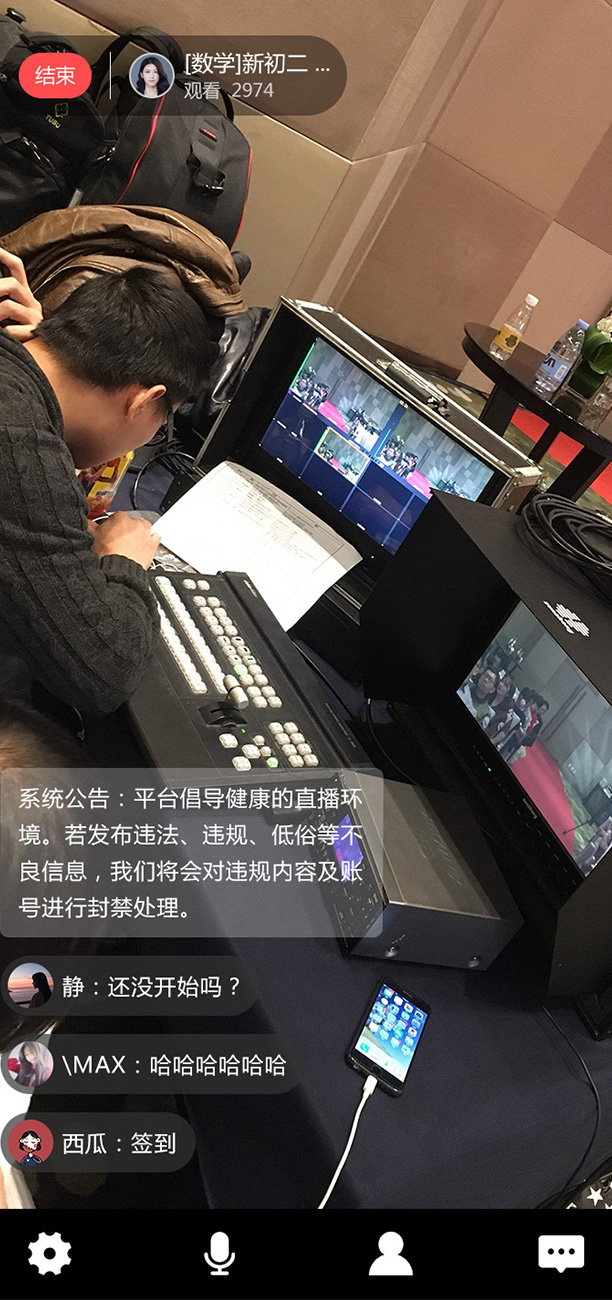 结束
[数学]新初二 ...
观看 2974
系统公告：平台倡导健康的直播环
境。若发布违法、违规、低俗等不
良信息，我们将会对违规内容及账
号进行封禁处理。
静：还没开始吗？
\MAX：哈哈哈哈哈哈
西瓜：签到